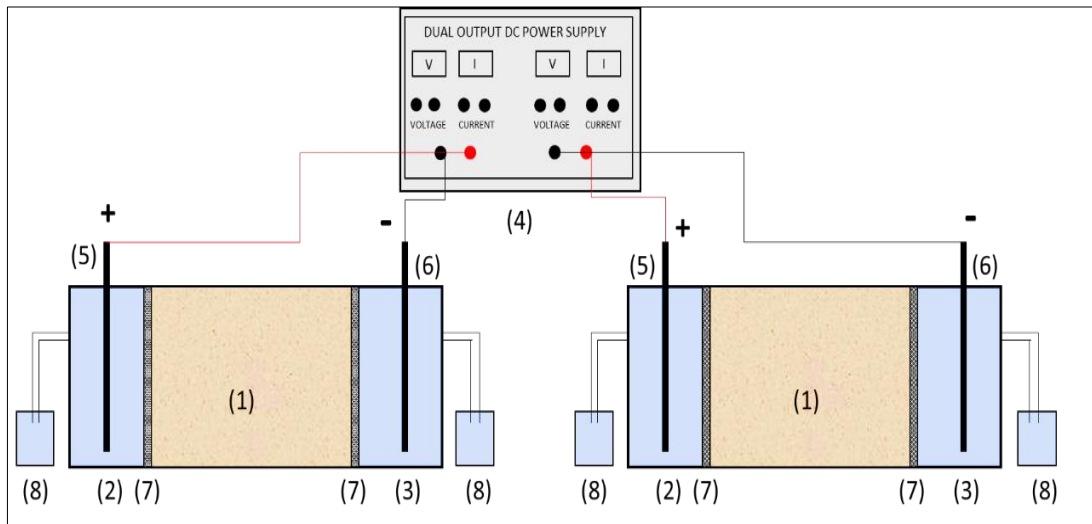 DUAL OUTPUT DC POWER SUPPLY
V I V I
VOLTAGE CURRENT VOLTAGE CURRENT
(4)
+ - + -
(5) (6) (5) (6)
(1) (1)
(8) (2) (7) (7) (3) (8) (8) (2) (7) (7) (3) (8)